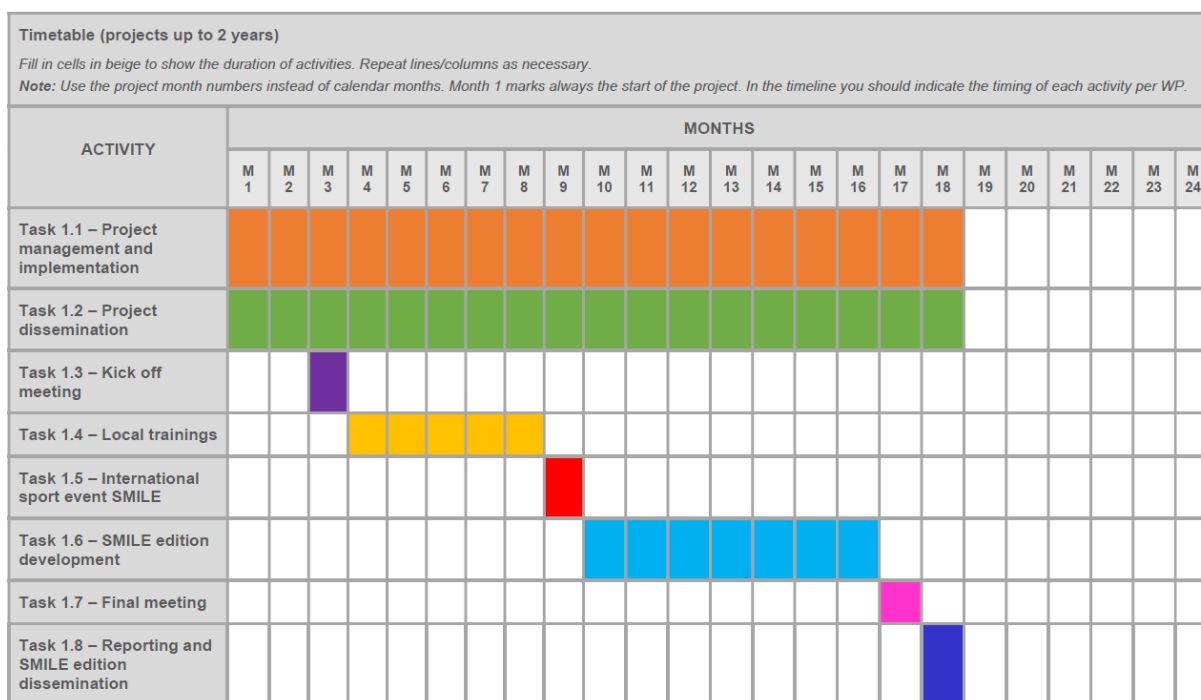 Timetable (projects up to 2 years)
Fill in cells in beige to show the duration of activities. Repeat lines/columns as necessary.
Note: Use the project month numbers instead of calendar months. Month 1 marks always the start of the project. In the timeline you should indicate the timing of each activity per WP.
ACTIVITY
MONTHS
M 1
M 2
M 3
M 4
M 5
M 6
M 7
M 8
M 9
M 10
M 11
M 12
M 13
M 14
M 15
M 16
M 17
M 18
M 19
M 20
M 21
M 22
M 23
M 24
Task 1.1 – Project
management and
implementation
Task 1.2 – Project
dissemination
Task 1.3 – Kick off
meeting
Task 1.4 – Local trainings
Task 1.5 – International
sport event SMILE
Task 1.6 – SMILE edition
development
Task 1.7 – Final meeting
Task 1.8 – Reporting and
SMILE edition
dissemination